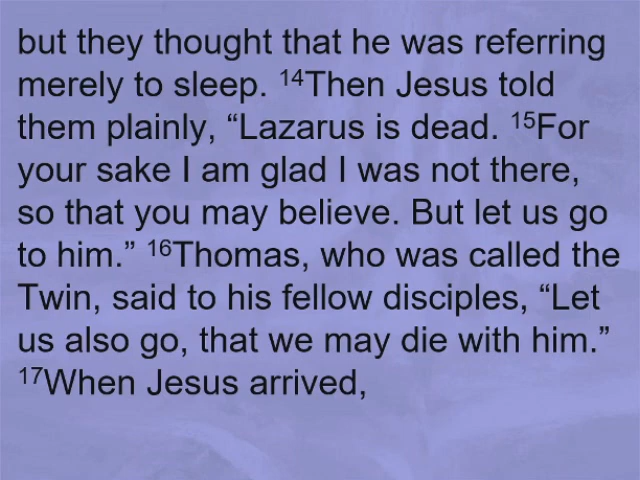 but they thought that he was referring
merely to sleep. ¹⁴Then Jesus told
them plainly, “Lazarus is dead. ¹⁵For
your sake I am glad I was not there,
so that you may believe. But let us go
to him.” ¹⁶Thomas, who was called the
Twin, said to his fellow disciples, “Let
us also go, that we may die with him.”
¹⁷When Jesus arrived,